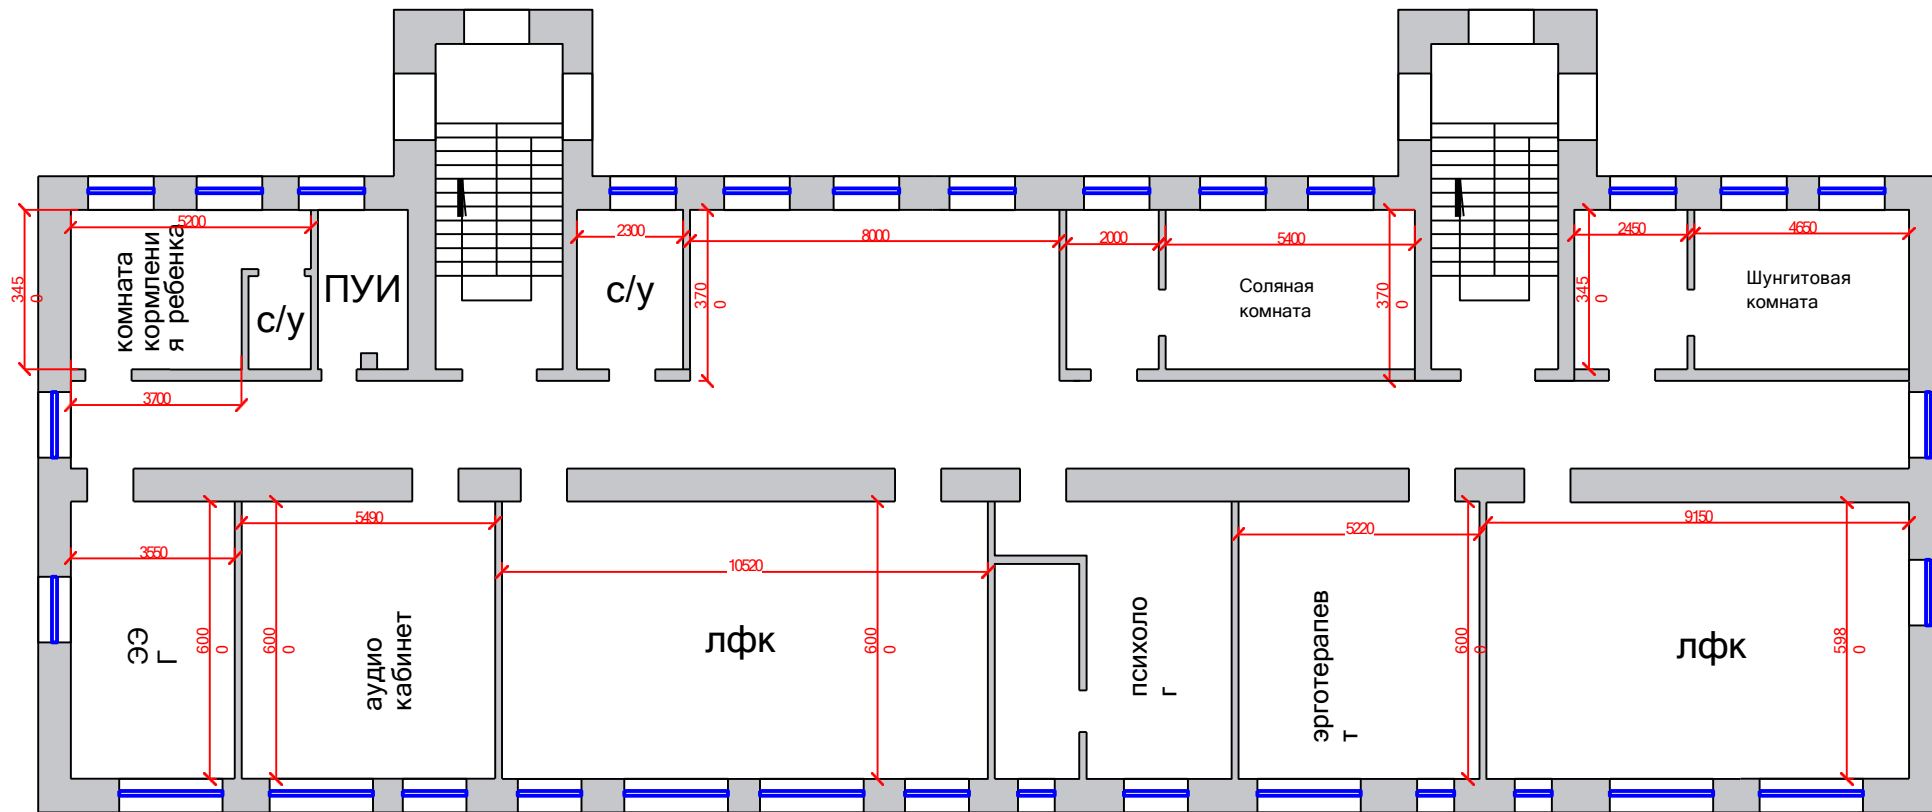 5200
2300
8000
2000
5400
2450
4650
345
0
комната
кормлени
я ребенка
с/у
ПУИ
с/у
370
0
Соляная
комната
370
0
345
0
Шунгитовая
комната
3700
3550
5490
10520
5220
9150
ЭЭ
Г
600
0
600
0
аудио
кабинет
лфк
600
0
психоло
г
эрготерапев
т
600
0
лфк
598
0